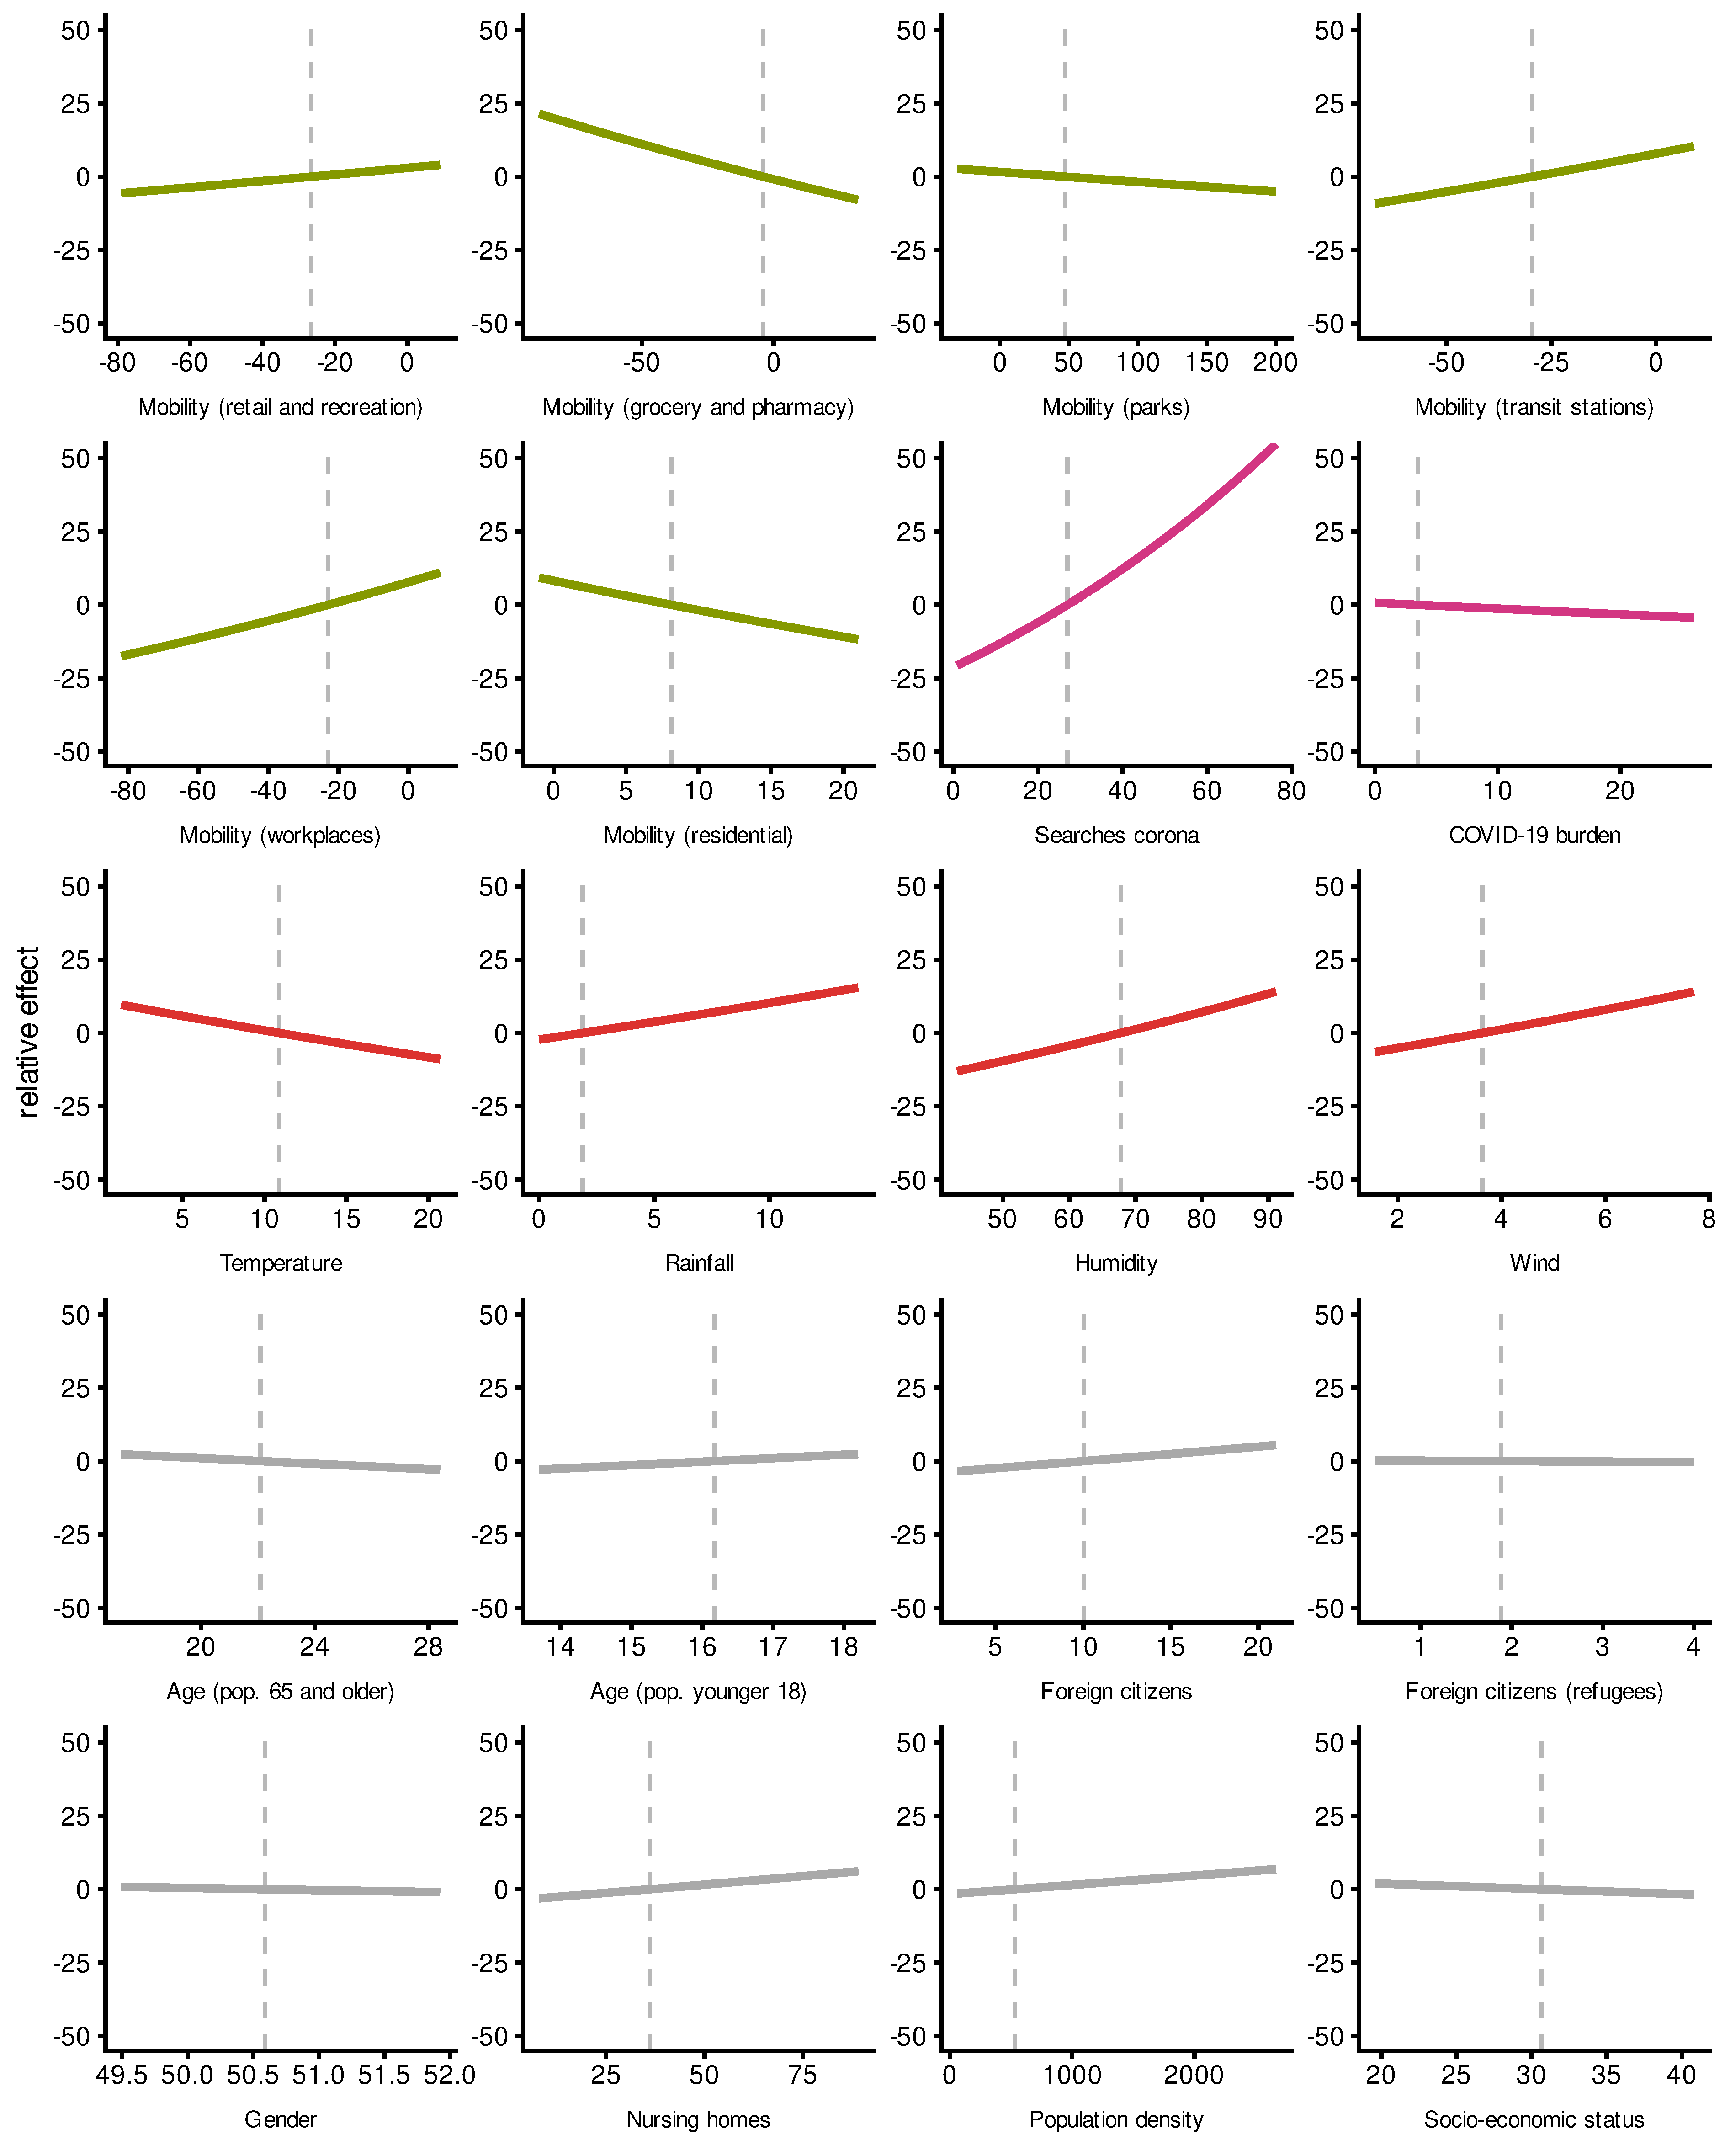 50 50 50 50
25 25 25 25
0 0 0 0
-25 -25 -25 -25
-50 -50 -50 -50
-80 -60 -40 -20 0 -50 0 0 50 100 150 200 -50 -25 0
Mobility (retail and recreation) Mobility (grocery and pharmacy) Mobility (parks) Mobility (transit stations)
50 50 50 50
25 25 25 25
0 0 0 0
-25 -25 -25 -25
-50 -50 -50 -50
-80 -60 -40 -20 0 0 5 10 15 20 0 20 40 60 80 0 10 20
Mobility (workplaces) Mobility (residential) Searches corona COVID-19 burden
relative effect
50 50 50 50
25 25 25 25
0 0 0 0
-25 -25 -25 -25
-50 -50 -50 -50
5 10 15 20 0 5 10 50 60 70 80 90 2 4 6 8
Temperature Rainfall Humidity Wind
50 50 50 50
25 25 25 25
0 0 0 0
-25 -25 -25 -25
-50 -50 -50 -50
20 24 28 14 15 16 17 18 5 10 15 20 1 2 3 4
Age (pop. 65 and older) Age (pop. younger 18) Foreign citizens Foreign citizens (refugees)
50 50 50 50
25 25 25 25
0 0 0 0
-25 -25 -25 -25
-50 -50 -50 -50
49.5 50.0 50.5 51.0 51.5 52.0 25 50 75 0 1000 2000 20 25 30 35 40
Gender Nursing homes Population density Socio-economic status